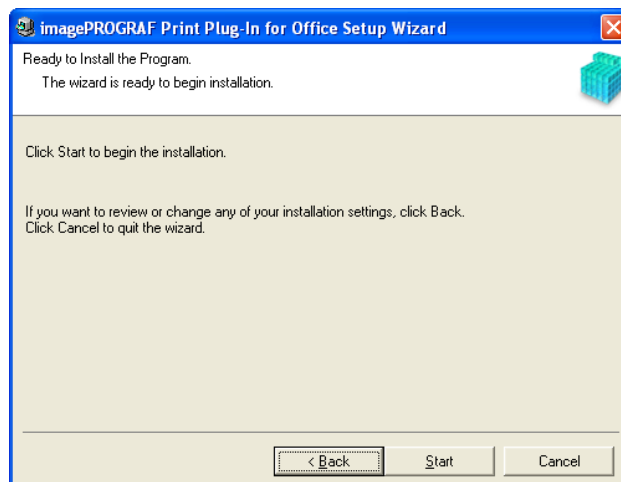 imagePROGRAF Print Plug-In for Office Setup Wizard
Ready to Install the Program.
The wizard is ready to begin installation.
Click Start to begin the installation.
If you want to review or change any of your installation settings, click Back.
Click Cancel to quit the wizard.
< Back Start Cancel